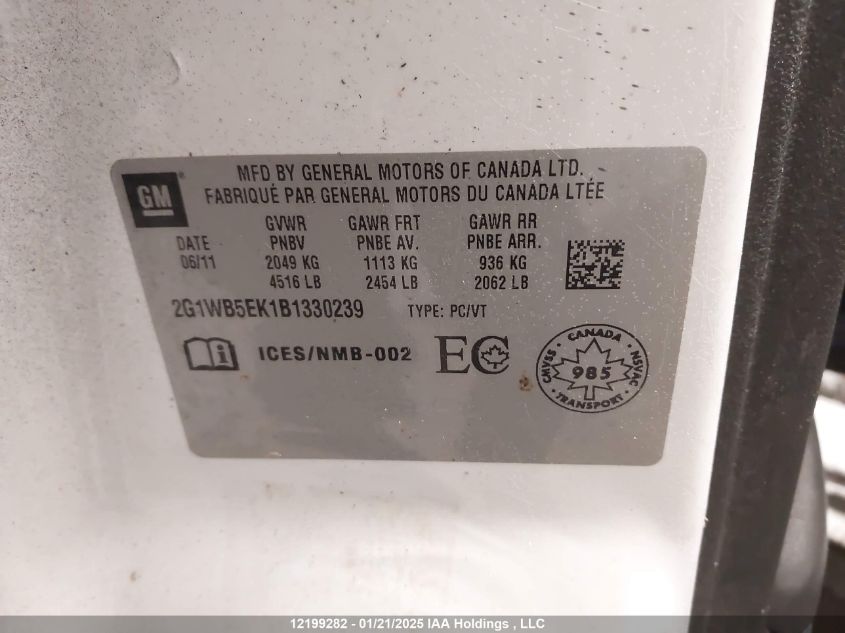 MFD BY GENERAL MOTORS OF CANADA LTD.
FABRIQUÉ PAR GENERAL MOTORS DU CANADA LTÉE
GM
GVWR GAWR FRT GAWR RR
DATE PNBV PNBE AV. PNBE ARR.
06/11 2049 KG 1113 KG 936 KG
4516 LB 2454 LB 2062 LB
2G1WB5EK1B1330239 TYPE: PC/VT
ICES/NMB-002 EC
CANADA
CMVSS 985 NSVAC
TRANSPORT
12199282 - 01/21/2025 IAA Holdings , LLC